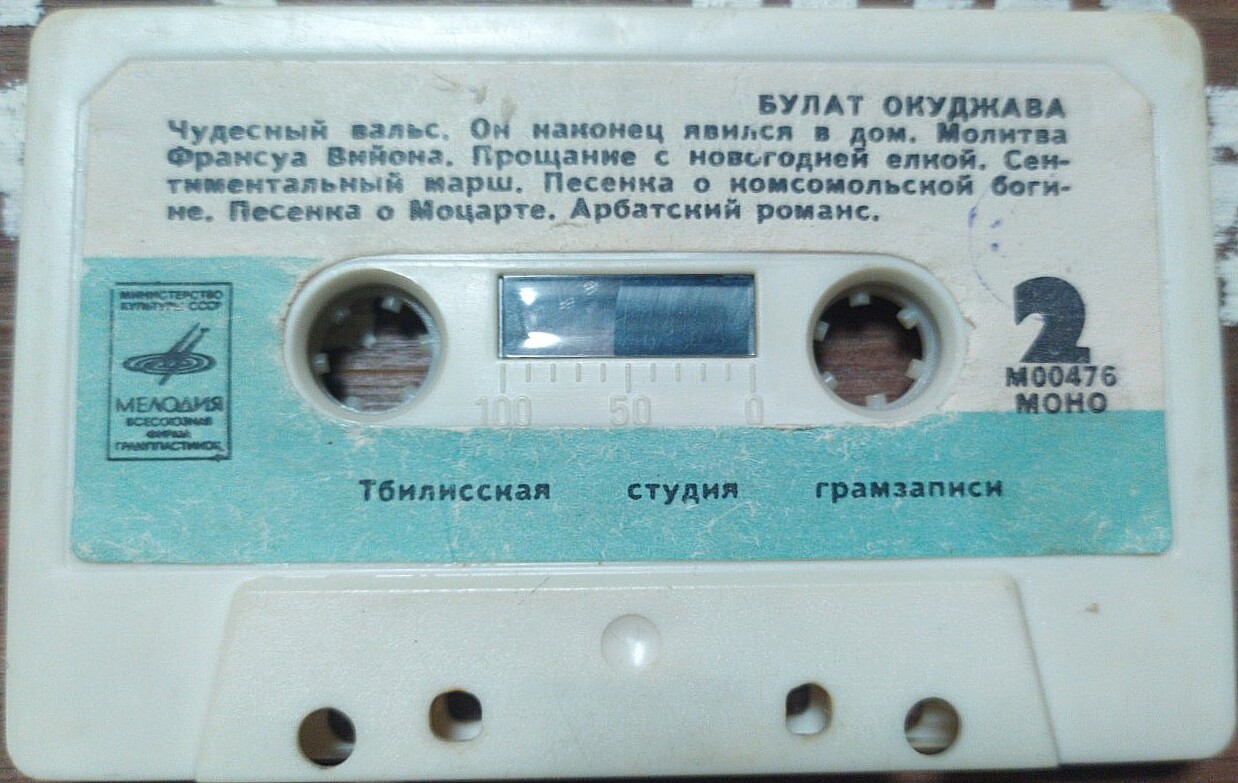 БУЛАТ ОКУДЖАВА
Чудесный вальс. Он наконец явился в дом. Молитва
Франсуа Вийона. Прощание с новогодней елкой. Сен-
тиментальный марш. Песенка о комсомольской боги-
не. Песенка о Моцарте. Арбатский романс.
МИНИСТЕРСТВО
КУЛЬТУРЫ СССР
МЕЛОДИЯ
ВСЕСОЮЗНАЯ
ФИРМА
ГРАМПЛАСТИНОК
2
М00476
МОНО
100 50 0
Тбилисская студия грамзаписи